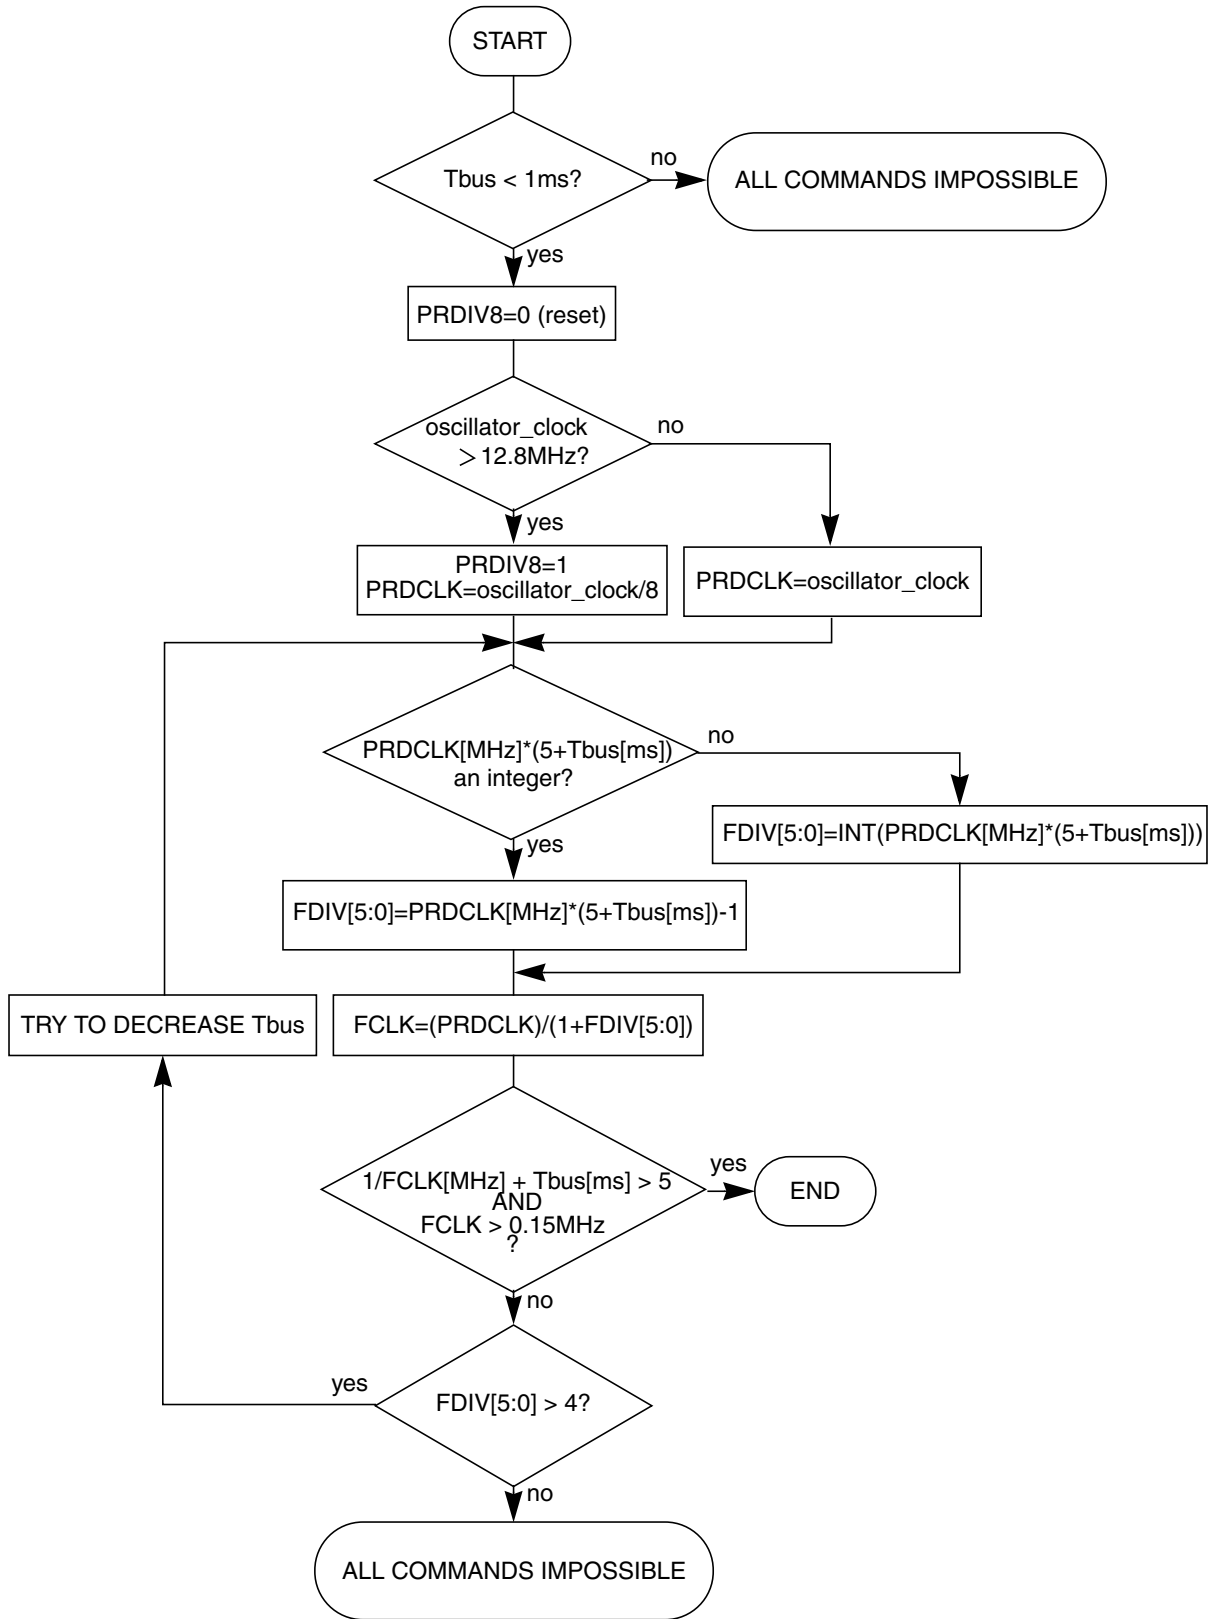 START
Tbus < 1ms?
no
ALL COMMANDS IMPOSSIBLE
yes
PRDIV8=0 (reset)
oscillator_clock
> 12.8MHz?
no
yes
PRDIV8=1
PRDCLK=oscillator_clock/8
PRDCLK=oscillator_clock
PRDCLK[MHz]*(5+Tbus[ms])
an integer?
no
yes
FDIV[5:0]=INT(PRDCLK[MHz]*(5+Tbus[ms]))
FDIV[5:0]=PRDCLK[MHz]*(5+Tbus[ms])-1
TRY TO DECREASE Tbus
FCLK=(PRDCLK)/(1+FDIV[5:0])
1/FCLK[MHz] + Tbus[ms] > 5
AND
FCLK > 0.15MHz
?
yes
END
no
FDIV[5:0] > 4?
yes
no
ALL COMMANDS IMPOSSIBLE